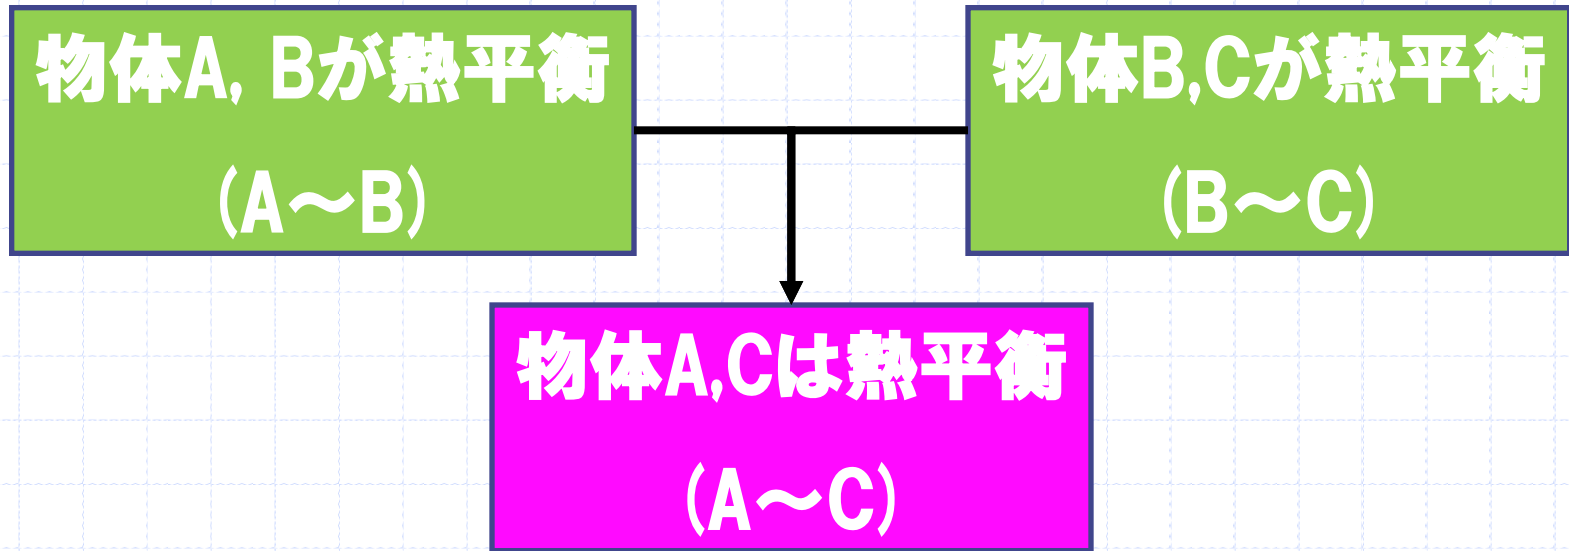 物体A, Bが熱平衡
(A～B)
物体B,Cが熱平衡
(B～C)
物体A,Cは熱平衡
(A～C)